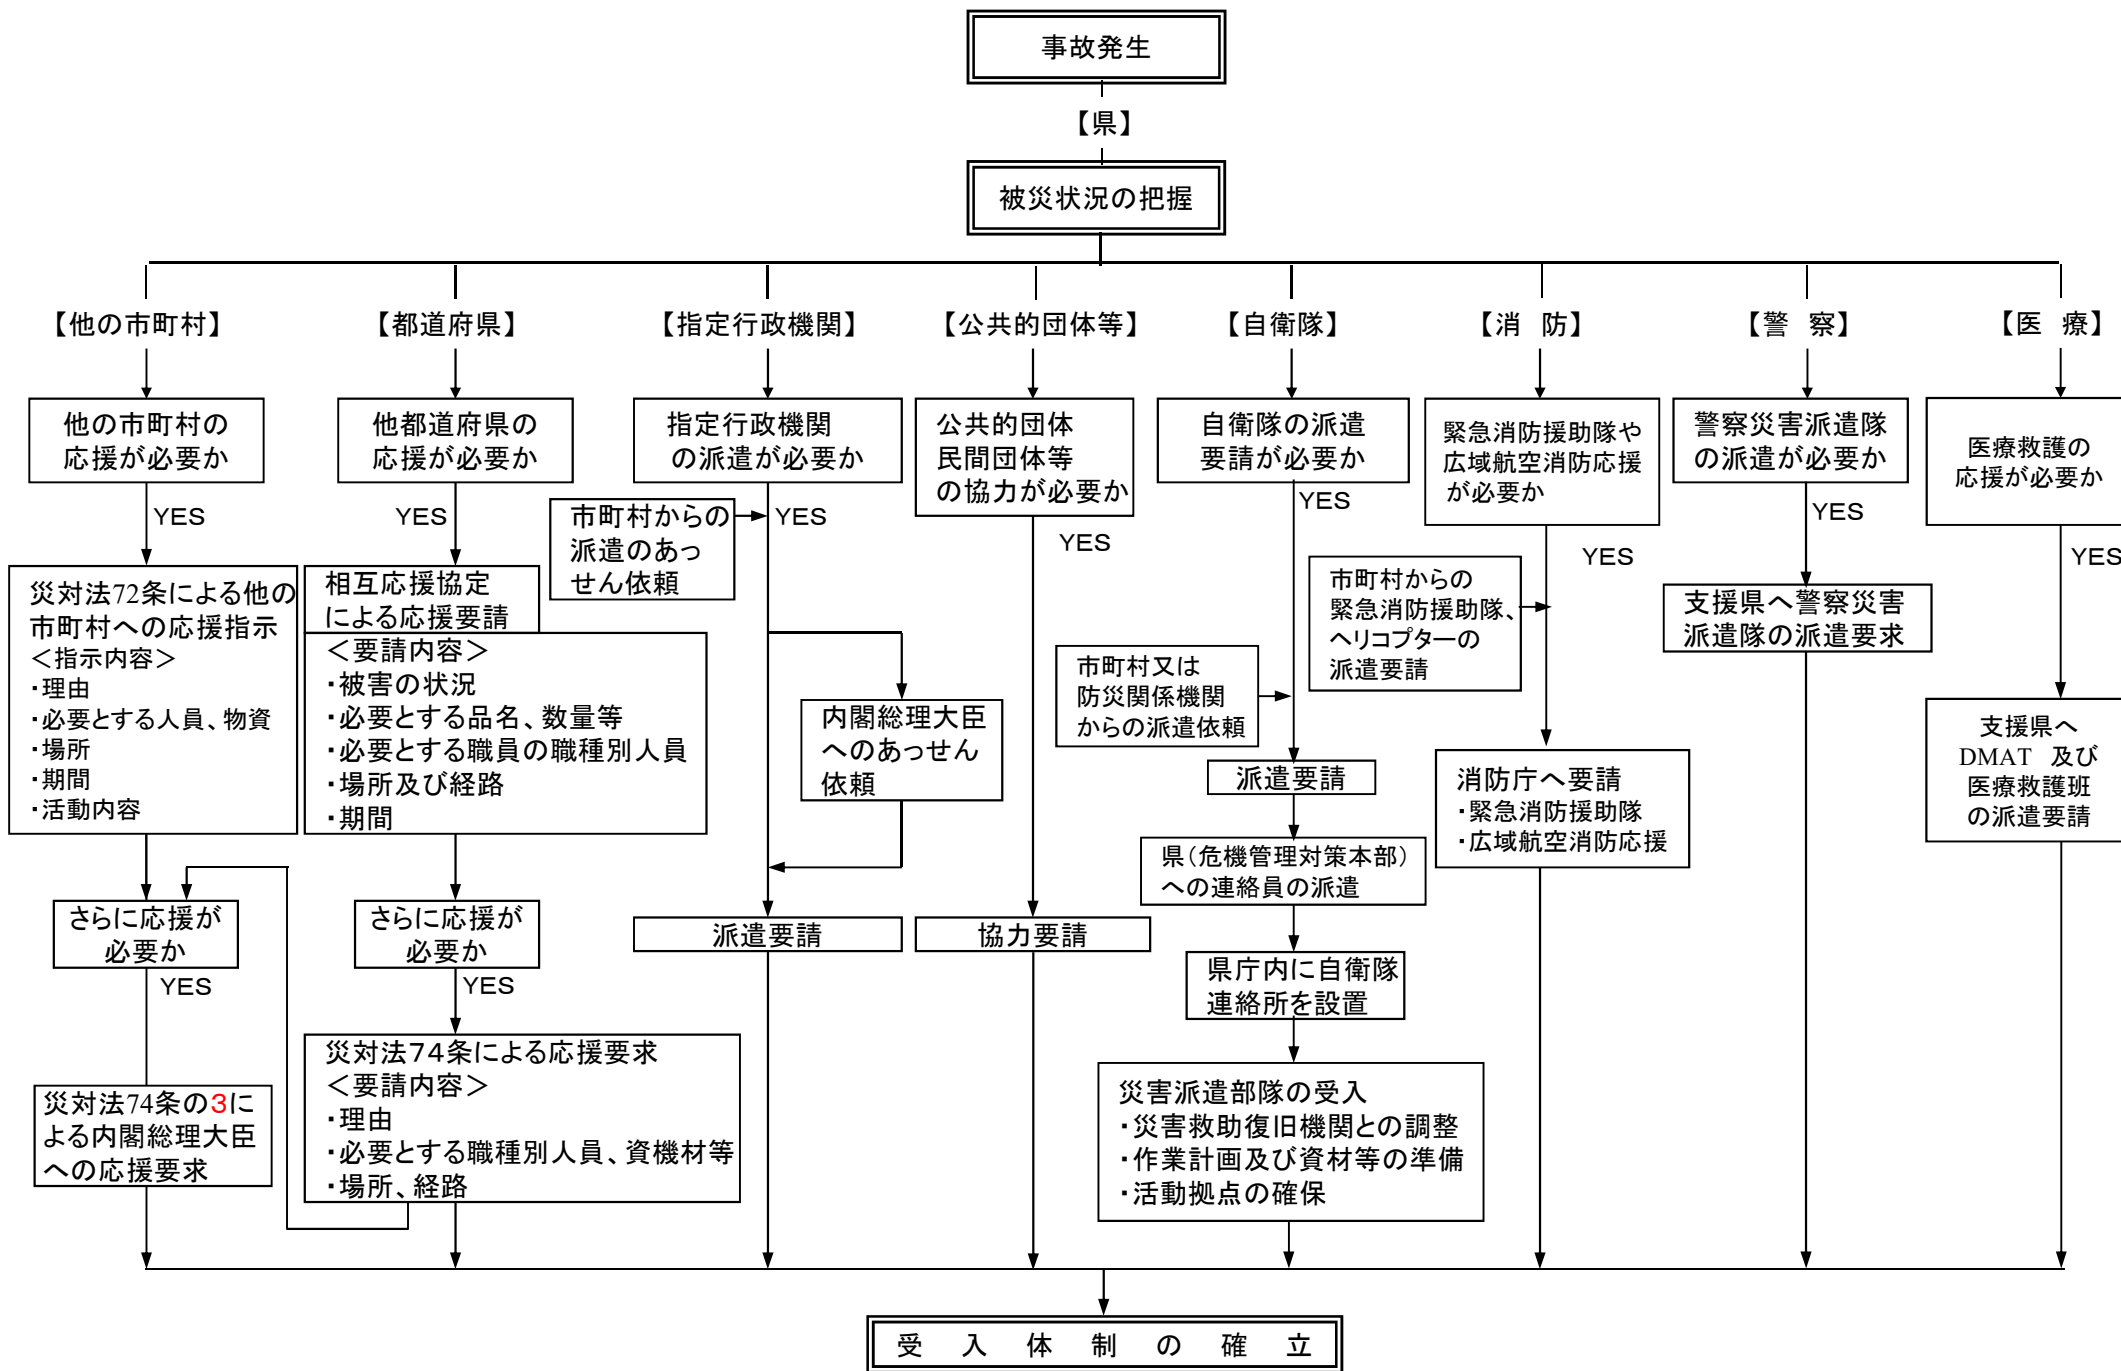 事故発生
【県】
被災状況の把握
【他の市町村】
【都道府県】
【指定行政機関】
【公共的団体等】
【自衛隊】
【消　防】
【警　察】
【医　療】
他の市町村の
応援が必要か
YES
災対法72条による他の
市町村への応援指示
＜指示内容＞
・理由
・必要とする人員、物資
・場所
・期間
・活動内容
さらに応援が
必要か
YES
災対法74条の3に
よる内閣総理大臣
への応援要求
他都道府県の
応援が必要か
YES
相互応援協定
による応援要請
＜要請内容＞
・被害の状況
・必要とする品名、数量等
・必要とする職員の職種別人員
・場所及び経路
・期間
さらに応援が
必要か
YES
災対法７４条による応援要求
＜要請内容＞
・理由
・必要とする職種別人員、資機材等
・場所、経路
指定行政機関
の派遣が必要か
市町村からの
派遣のあっ
せん依頼
YES
内閣総理大臣
へのあっせん
依頼
派遣要請
公共的団体
民間団体等
の協力が必要か
YES
協力要請
自衛隊の派遣
要請が必要か
YES
市町村又は
防災関係機関
からの派遣依頼
派遣要請
県（危機管理対策本部）
への連絡員の派遣
県庁内に自衛隊
連絡所を設置
災害派遣部隊の受入
・災害救助復旧機関との調整
・作業計画及び資材等の準備
・活動拠点の確保
緊急消防援助隊や
広域航空消防応援
が必要か
YES
市町村からの
緊急消防援助隊、
ヘリコプターの
派遣要請
消防庁へ要請
・緊急消防援助隊
・広域航空消防応援
警察災害派遣隊
の派遣が必要か
YES
支援県へ警察災害
派遣隊の派遣要求
医療救護の
応援が必要か
YES
支援県へ
DMAT　及び
医療救護班
の派遣要請
受　入　体　制　の　確　立